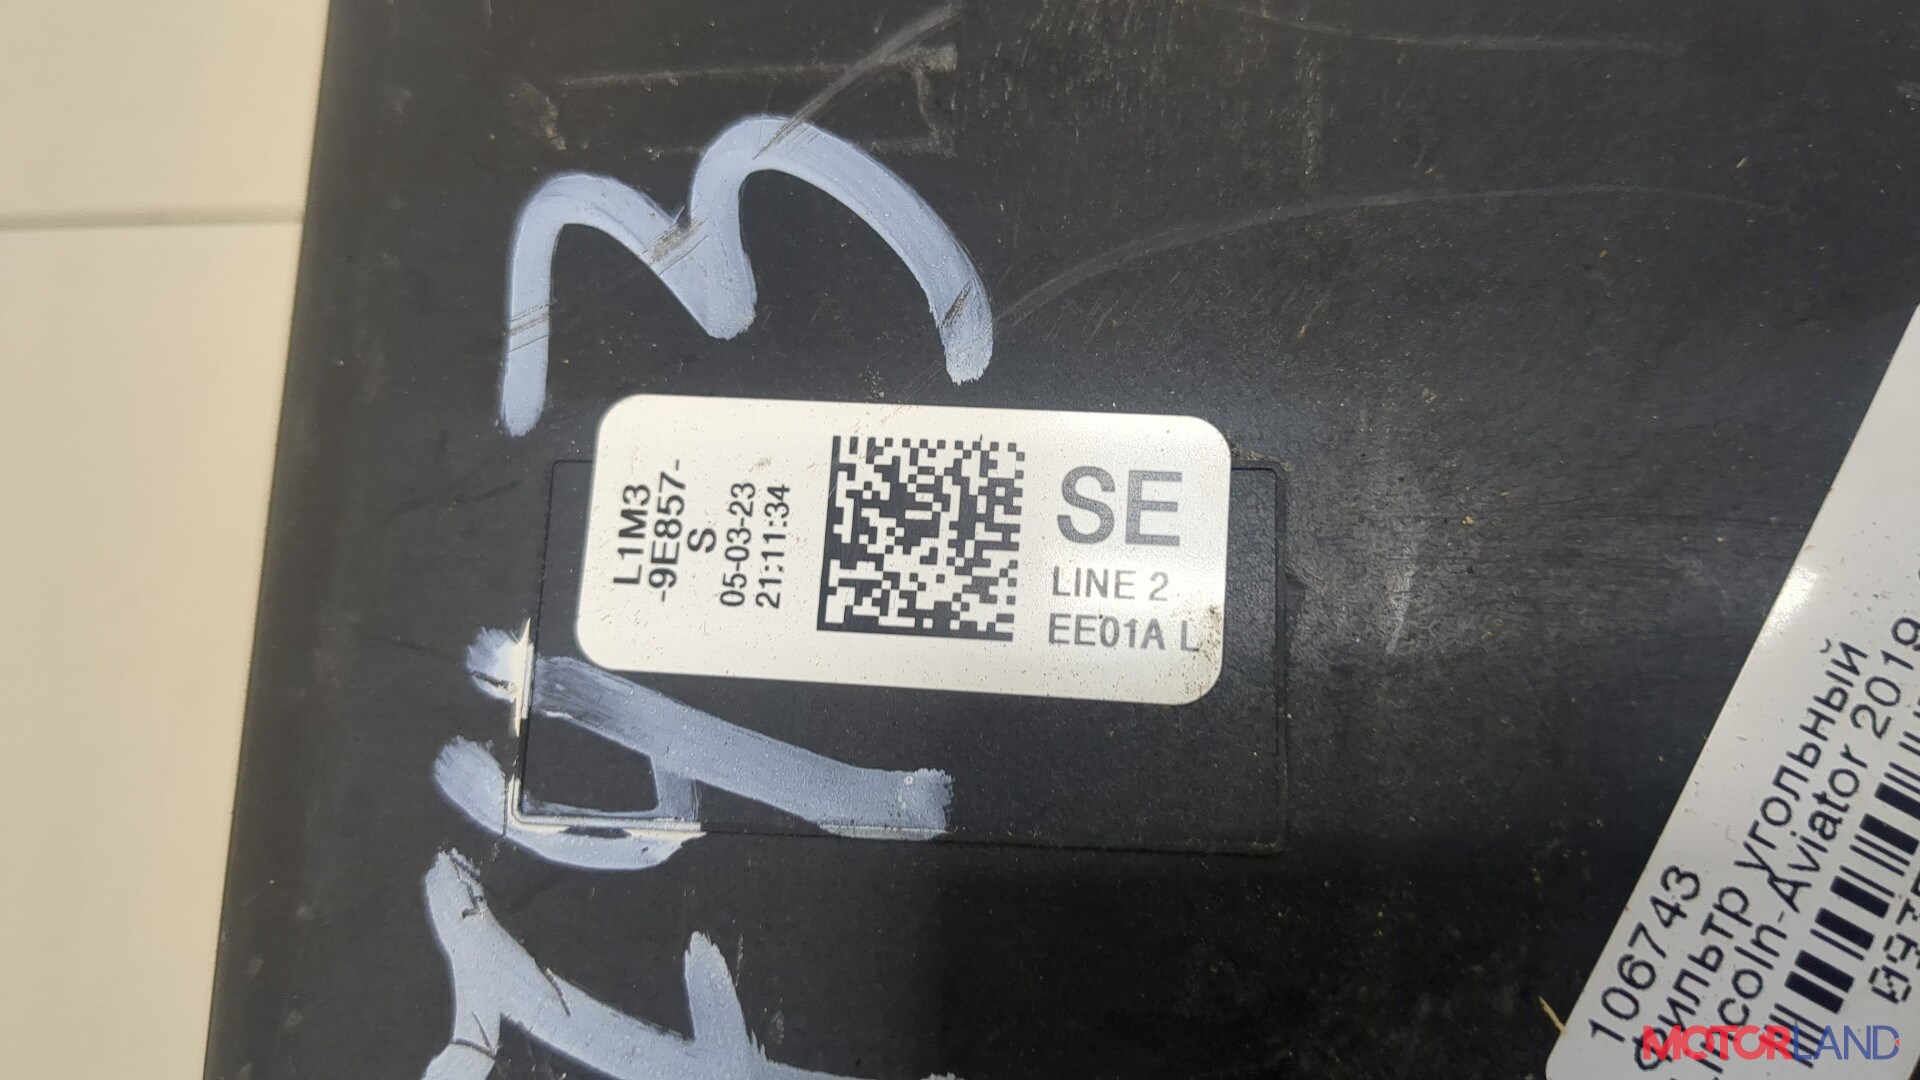 L1M3
-9E857-
S
05-03-23
21:11:34
SE
LINE 2
EE01A L
3
106743
Фильтр угольный
Lincoln-Aviator 2019
MOTORLAND